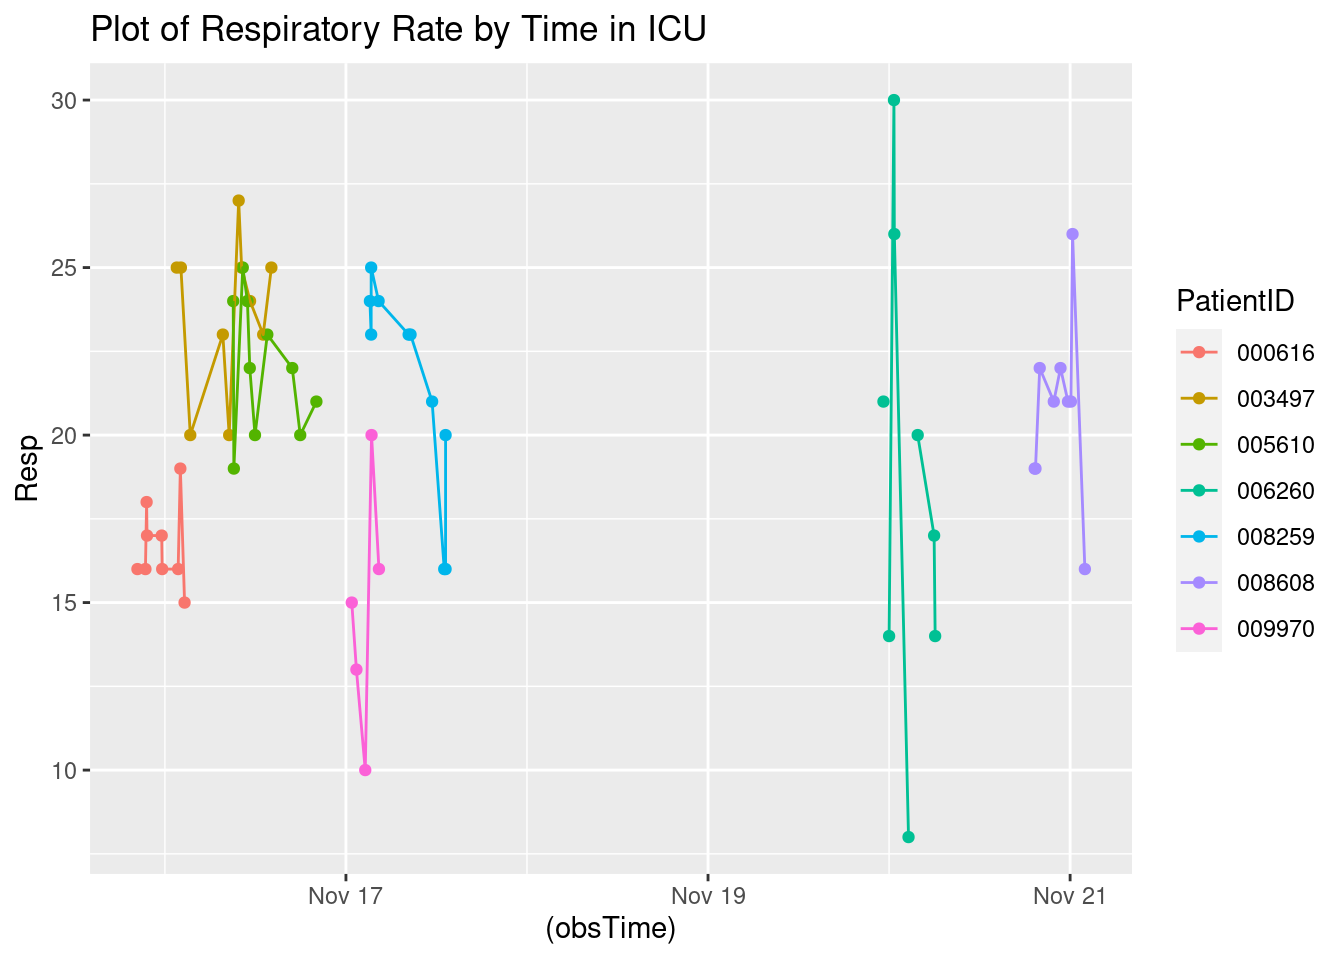 Plot of Respiratory Rate by Time in ICU
30
25
20
15
10
Resp
Nov 17
Nov 19
Nov 21
(obsTime)
PatientID
000616
003497
005610
006260
008259
008608
009970